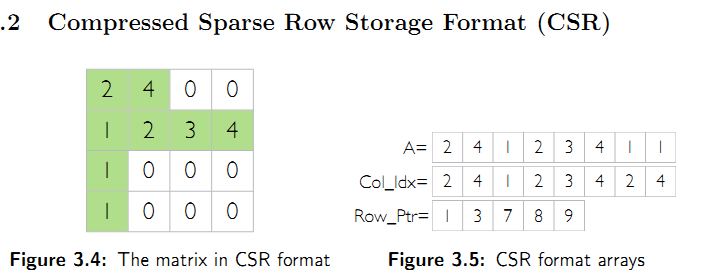 .2 Compressed Sparse Row Storage Format (CSR)
2 4 0 0
1 2 3 4
1 0 0 0
1 0 0 0
A= 2 4 1 2 3 4 1 1
Col_Idx= 2 4 1 2 3 4 2 4
Row_Ptr= 1 3 7 8 9
Figure 3.4: The matrix in CSR format
Figure 3.5: CSR format arrays